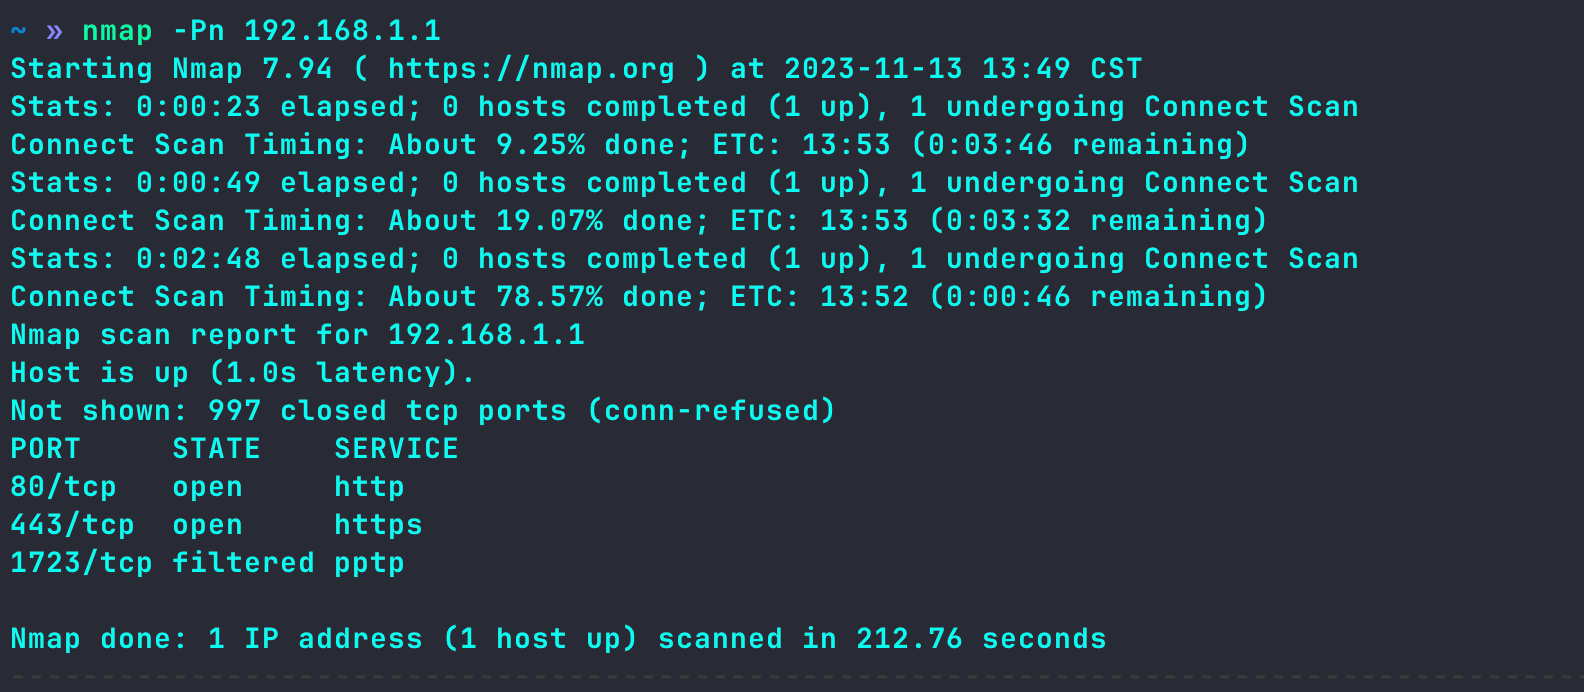 ~ » nmap -Pn 192.168.1.1
Starting Nmap 7.94 ( https://nmap.org ) at 2023-11-13 13:49 CST
Stats: 0:00:23 elapsed; 0 hosts completed (1 up), 1 undergoing Connect Scan
Connect Scan Timing: About 9.25% done; ETC: 13:53 (0:03:46 remaining)
Stats: 0:00:49 elapsed; 0 hosts completed (1 up), 1 undergoing Connect Scan
Connect Scan Timing: About 19.07% done; ETC: 13:53 (0:03:32 remaining)
Stats: 0:02:48 elapsed; 0 hosts completed (1 up), 1 undergoing Connect Scan
Connect Scan Timing: About 78.57% done; ETC: 13:52 (0:00:46 remaining)
Nmap scan report for 192.168.1.1
Host is up (1.0s latency).
Not shown: 997 closed tcp ports (conn-refused)
PORT     STATE    SERVICE
80/tcp   open     http
443/tcp  open     https
1723/tcp filtered pptp

Nmap done: 1 IP address (1 host up) scanned in 212.76 seconds